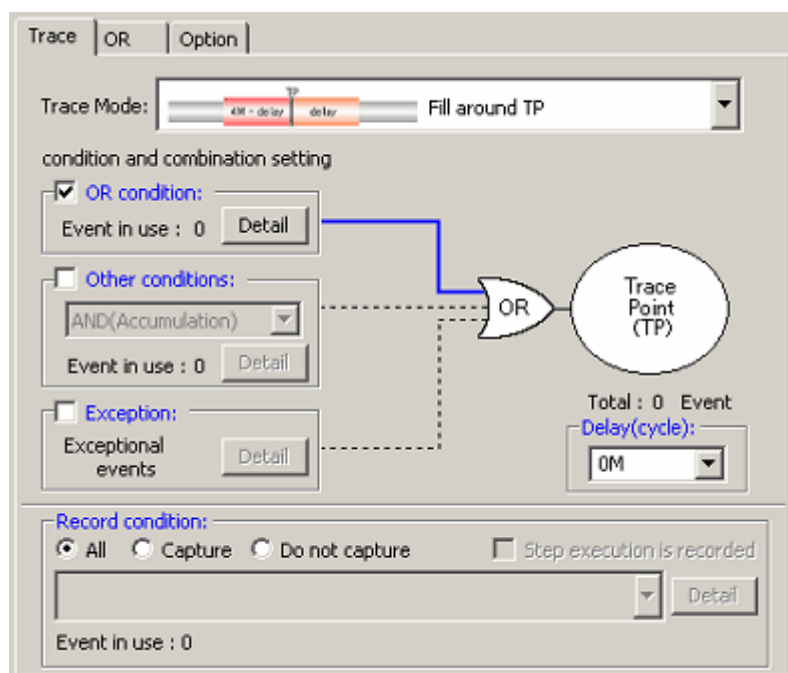 Trace OR Option
Trace Mode: 4M - delay TP delay Fill around TP
condition and combination setting
OR condition:
Event in use : 0 Detail
Other conditions:
AND(Accumulation)
Event in use : 0 Detail
Exception:
Exceptional
events
Detail
OR
Trace
Point
(TP)
Total : 0 Event
Delay(cycle):
0M
Record condition:
All Capture Do not capture Step execution is recorded
Detail
Event in use : 0